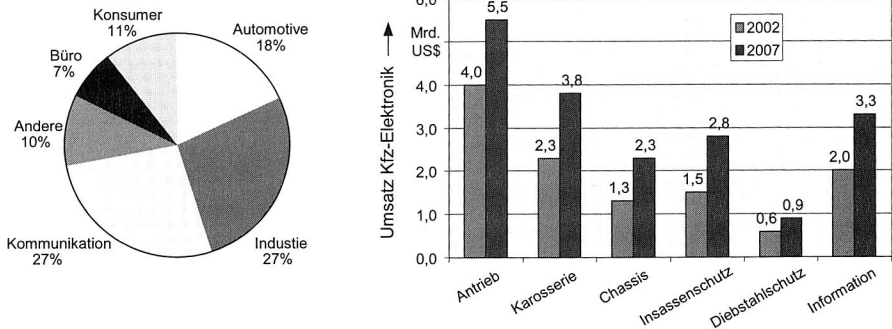 Konsumer
11%
Automotive
18%
Büro
7%
Andere
10%
Kommunikation
27%
Industie
27%
Umsatz Kfz-Elektronik
6,0
Mrd.
US$
4,0
3,0
2,0
1,0
0,0
2002
2007
4,0
5,5
2,3
3,8
1,3
2,3
1,5
2,8
0,6
0,9
2,0
3,3
Antrieb
Karosserie
Chassis
Insassenschutz
Diebstahlschutz
Information